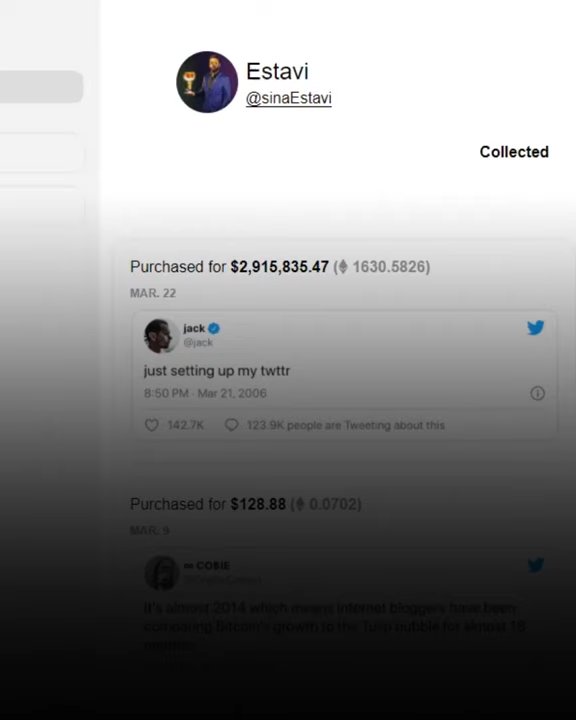 Estavi
@sinaEstavi
Collected
Purchased for $2,915,835.47 (1630.5826)
MAR. 22
jack
@jack
just setting up my twttr
8:50 PM · Mar 21, 2006
142.7K 123.9K people are Tweeting about this
Purchased for $128.88 (0.0702)
MAR. 9
∞ COBIE
It's almost 2014 which means internet bloggers have been
comparing Bitcoin's growth to the Tulip bubble for almost 18
months.